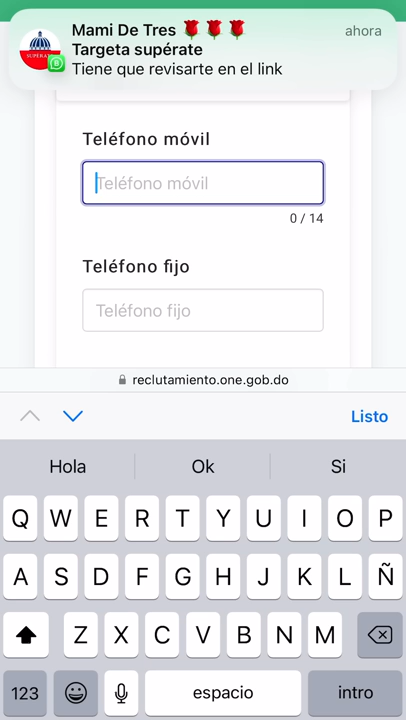 Mami De Tres 🌹🌹🌹
ahora
Targeta supérate
Tiene que revisarte en el link
SUPÉRATE
Teléfono móvil
Teléfono móvil
0 / 14
Teléfono fijo
Teléfono fijo
reclutamiento.one.gob.do
Listo
Hola Ok Si
Q W E R T Y U I O P
A S D F G H J K L Ñ
Z X C V B N M
123 espacio intro